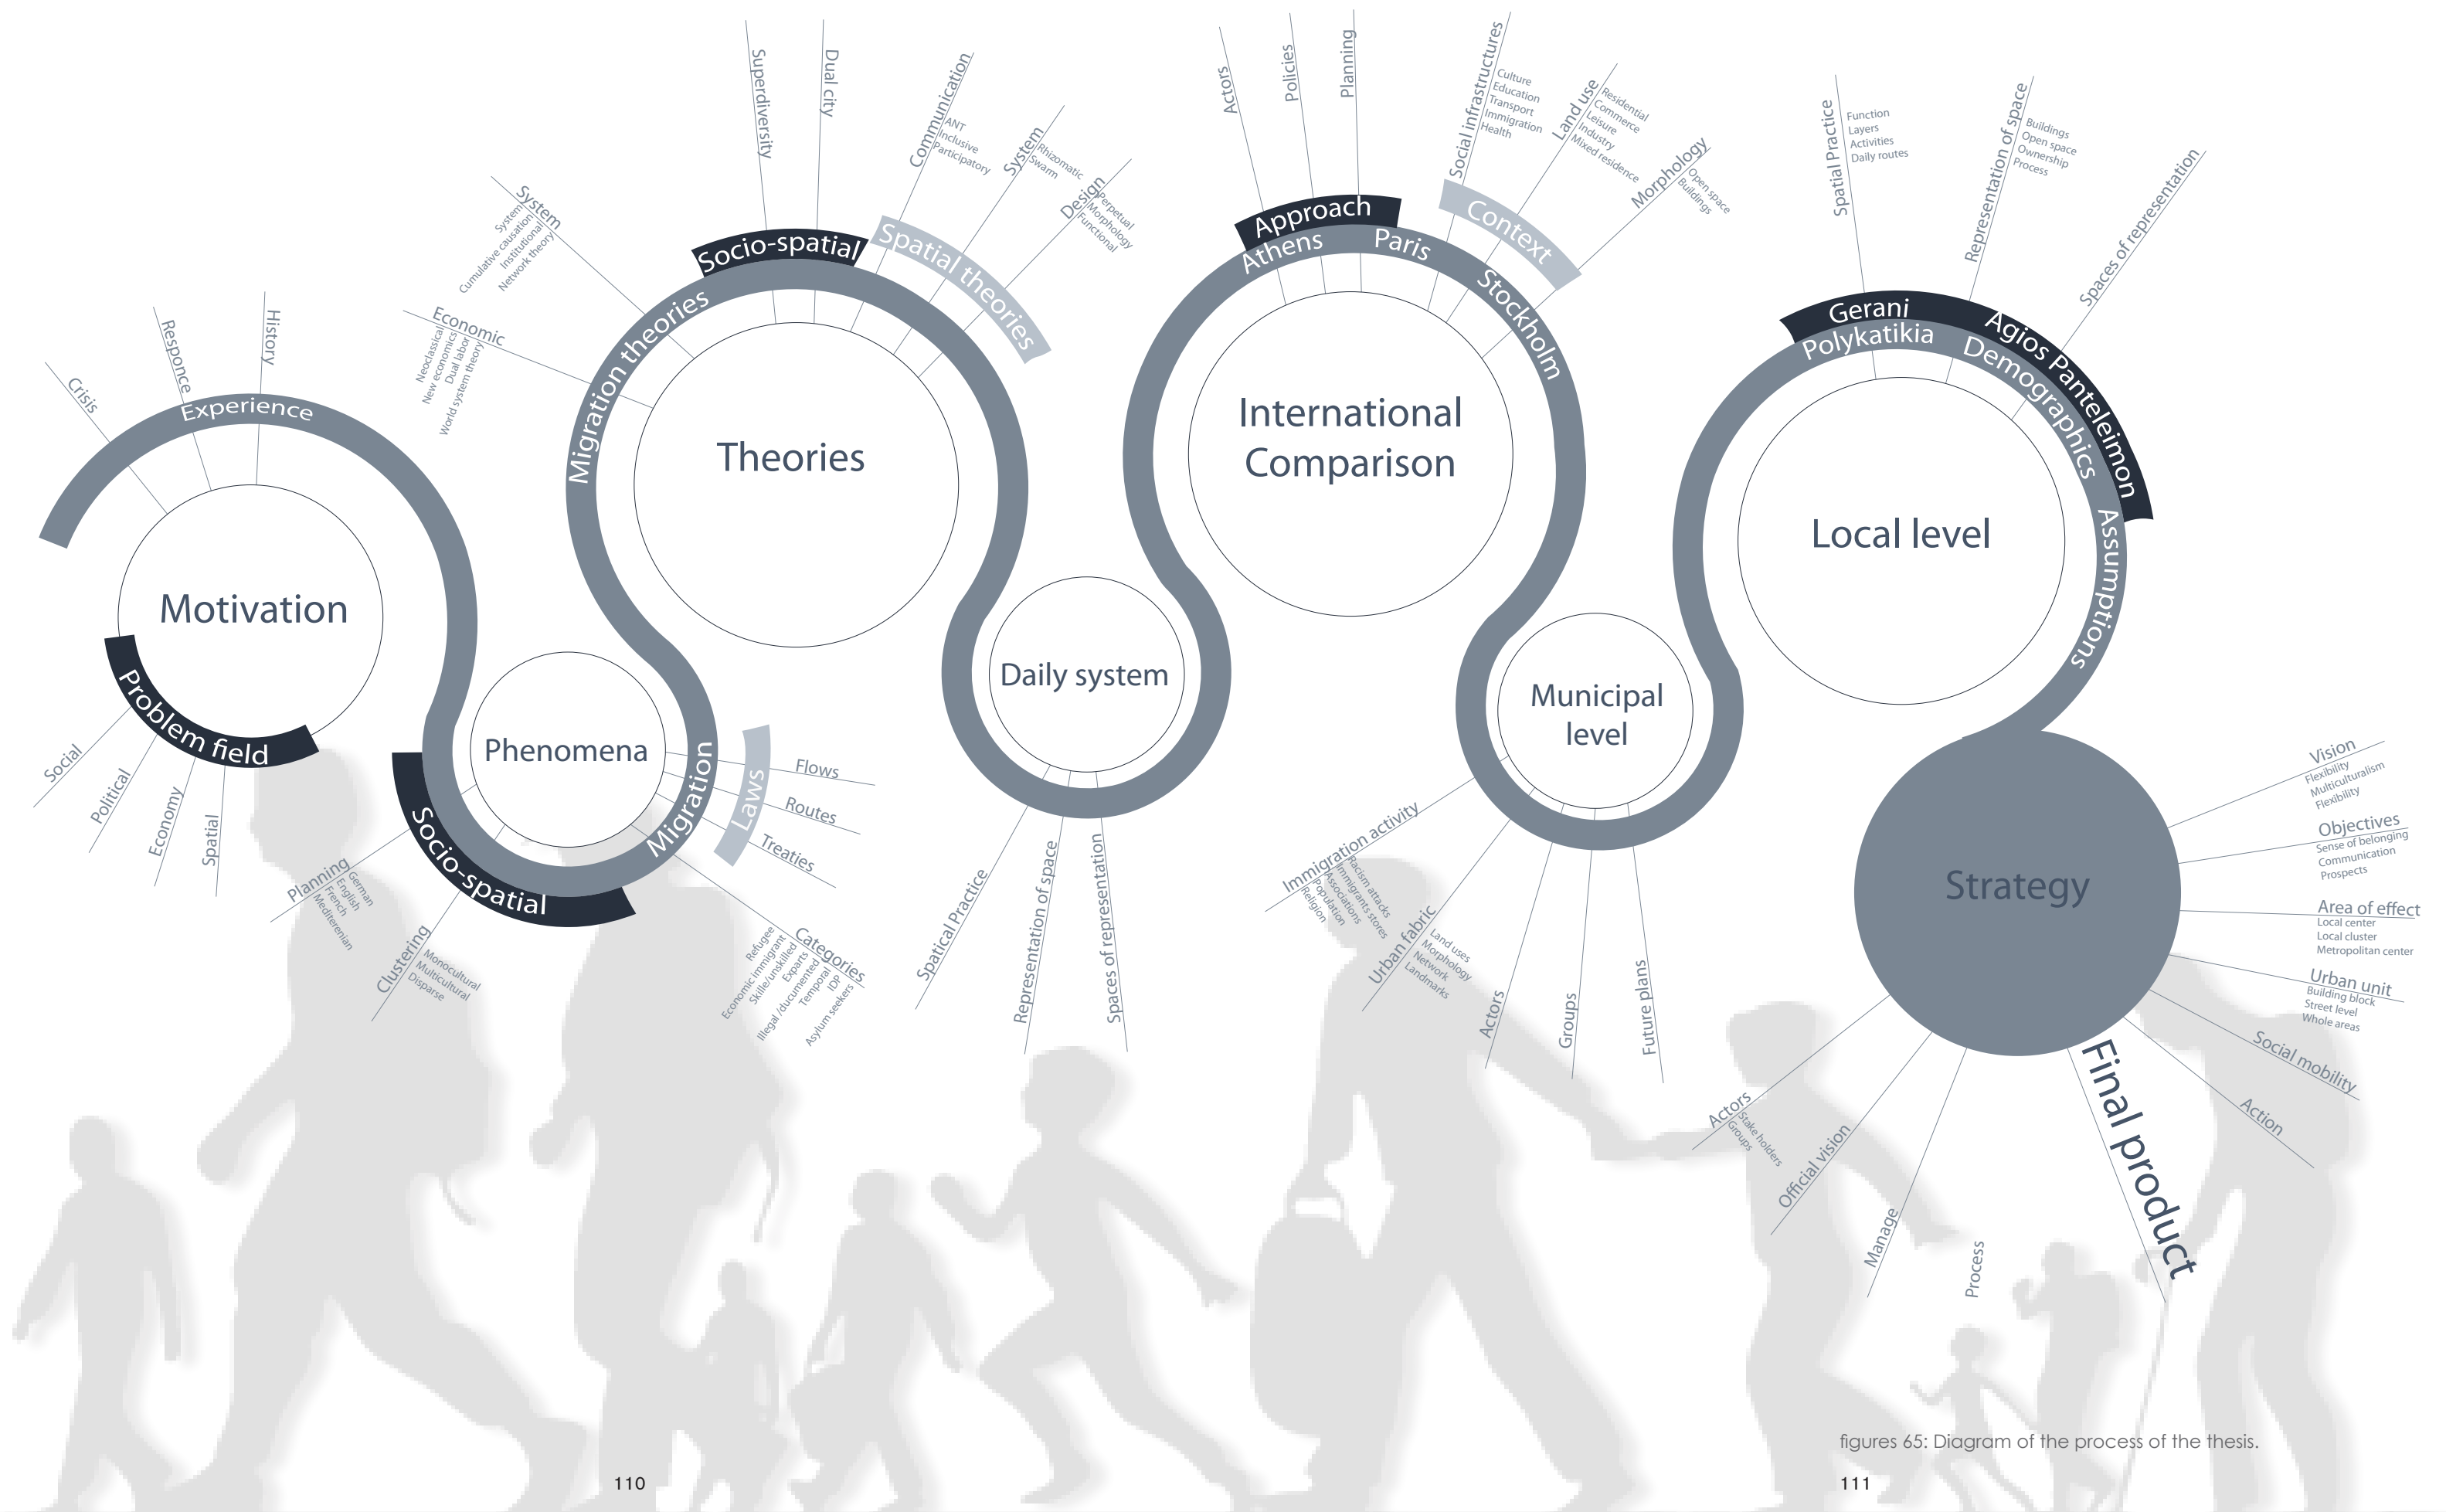 Crisis
Responce
History
Experience
Motivation
Problem field
Social
Political
Economy
Spatial
Phenomena
Socio-spatial
Planning
German
English
French
Mediterenian
Clustering
Monocultural
Multicultural
Disparse
Migration
Laws
Flows
Routes
Treaties
Categories
Refugee
Economic immigrant
Skille/unskilled
Exparts
Illegal /ducumented
Temporal
IDP
Asylum seekers
Theories
Migration theories
Economic
Neoclassical
New economics
Dual labor
World system theory
System
System
Cumulative causation
Institutional
Network theory
Socio-spatial
Superdiversity
Dual city
Spatial theories
Communication
ANT
Inclusive
Participatory
System
Rhizomatic
Swarm
Design
Perpetual
Morphology
Functional
Daily system
Spatical Practice
Representation of space
Spaces of representation
International
Comparison
Approach
Athens
Paris
Stockholm
Actors
Policies
Planning
Context
Social infrastructures
Culture
Education
Transport
Immigration
Health
Land use
Residential
Commerce
Leisure
Industry
Mixed residence
Morphology
Open space
Buildings
Municipal
level
Immigration activity
Racism attacks
Immigrants stores
Associations
Population
Religion
Urban fabric
Land uses
Morphology
Network
Landmarks
Actors
Groups
Future plans
Local level
Gerani
Agios Panteleimon
Polykatikia
Demographics
Assumptions
Spatial Practice
Function
Layers
Activities
Daily routes
Representation of space
Buildings
Open space
Ownership
Process
Spaces of representation
Strategy
Vision
Flexibility
Multiculturalism
Flexibility
Objectives
Sense of belonging
Communication
Prospects
Area of effect
Local center
Local cluster
Metropolitan center
Urban unit
Building block
Street level
Whole areas
Social mobility
Action
Final product
Process
Manage
Official vision
Actors
Stake holders
Groups
figures 65: Diagram of the process of the thesis.
110
111